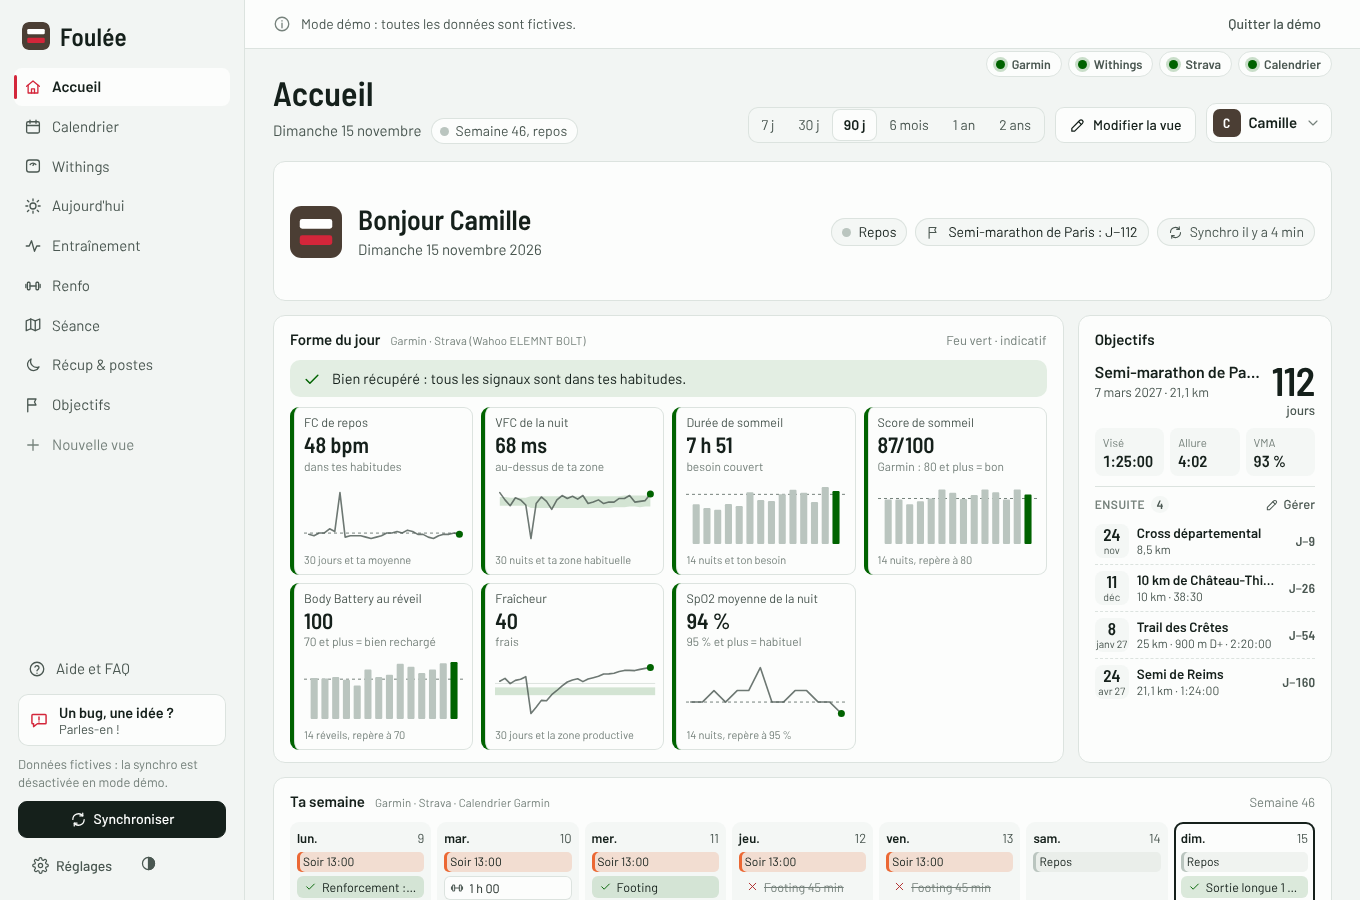 Foulée
Accueil
Calendrier
Withings
Aujourd'hui
Entraînement
Renfo
Séance
Récup & postes
Objectifs
Nouvelle vue
Aide et FAQ
Un bug, une idée ?
Parles-en !
Données fictives : la synchro est
désactivée en mode démo.
Synchroniser
Réglages
Mode démo : toutes les données sont fictives.
Quitter la démo
Garmin
Withings
Strava
Calendrier
Accueil
Dimanche 15 novembre
Semaine 46, repos
7 j
30 j
90 j
6 mois
1 an
2 ans
Modifier la vue
C
Camille
Bonjour Camille
Dimanche 15 novembre 2026
Repos
Semi-marathon de Paris : J−112
Synchro il y a 4 min
Forme du jour
Garmin · Strava (Wahoo ELEMNT BOLT)
Feu vert · indicatif
Bien récupéré : tous les signaux sont dans tes habitudes.
FC de repos
48 bpm
dans tes habitudes
30 jours et ta moyenne
VFC de la nuit
68 ms
au-dessus de ta zone
30 nuits et ta zone habituelle
Durée de sommeil
7 h 51
besoin couvert
14 nuits et ton besoin
Score de sommeil
87/100
Garmin : 80 et plus = bon
14 nuits, repère à 80
Body Battery au réveil
100
70 et plus = bien rechargé
14 réveils, repère à 70
Fraîcheur
40
frais
30 jours et la zone productive
SpO2 moyenne de la nuit
94 %
95 % et plus = habituel
14 nuits, repère à 95 %
Objectifs
Semi-marathon de Pa…
7 mars 2027 · 21,1 km
112
jours
Visé
1:25:00
Allure
4:02
VMA
93 %
ENSUITE 4
Gérer
24
nov
Cross départemental
8,5 km
J−9
11
déc
10 km de Château-Thi…
10 km · 38:30
J−26
8
janv 27
Trail des Crêtes
25 km · 900 m D+ · 2:20:00
J−54
24
avr 27
Semi de Reims
21,1 km · 1:24:00
J−160
Ta semaine
Garmin · Strava · Calendrier Garmin
Semaine 46
lun. 9
Soir 13:00
Renforcement :…
mar. 10
Soir 13:00
1 h 00
mer. 11
Soir 13:00
Footing
jeu. 12
Soir 13:00
Footing 45 min
ven. 13
Soir 13:00
Footing 45 min
sam. 14
Repos
dim. 15
Repos
Sortie longue 1 …